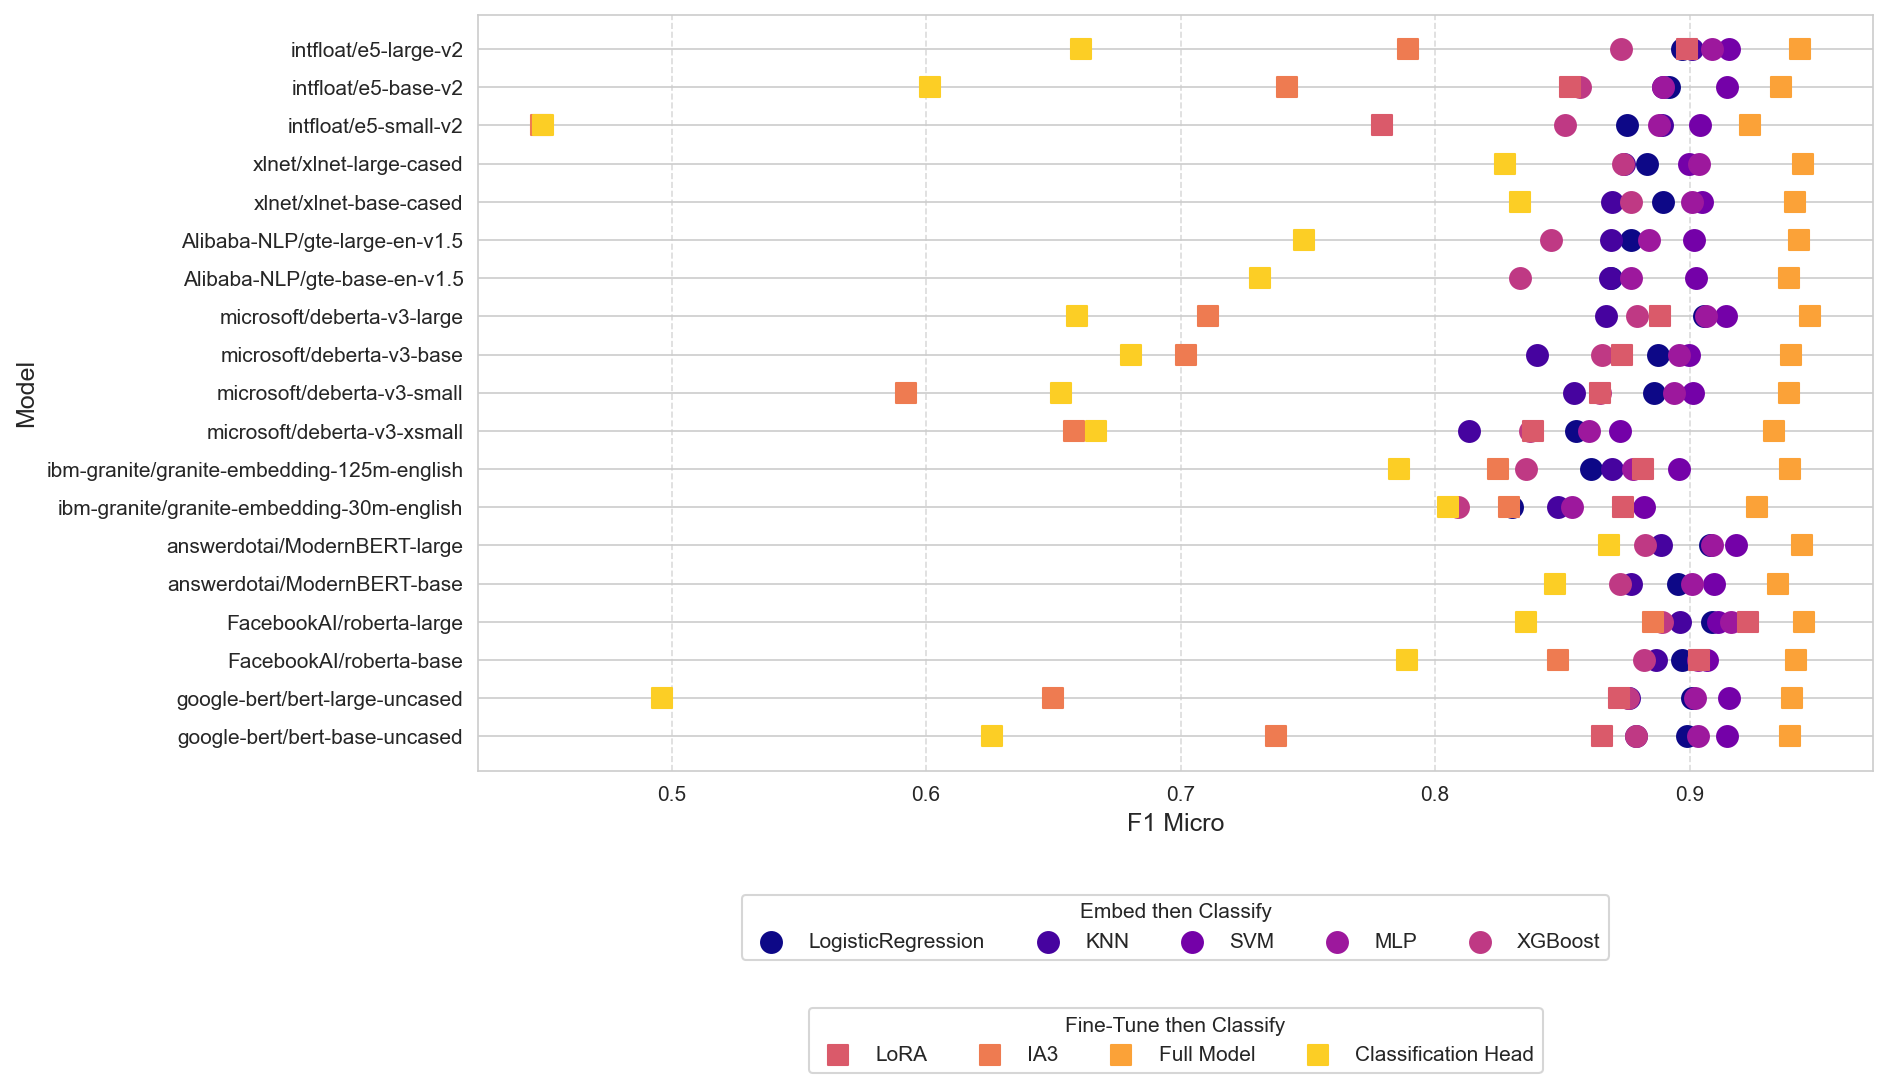 intfloat/e5-large-v2
intfloat/e5-base-v2
intfloat/e5-small-v2
xlnet/xlnet-large-cased
xlnet/xlnet-base-cased
Alibaba-NLP/gte-large-en-v1.5
Alibaba-NLP/gte-base-en-v1.5
microsoft/deberta-v3-large
microsoft/deberta-v3-base
microsoft/deberta-v3-small
microsoft/deberta-v3-xsmall
ibm-granite/granite-embedding-125m-english
ibm-granite/granite-embedding-30m-english
answerdotai/ModernBERT-large
answerdotai/ModernBERT-base
FacebookAI/roberta-large
FacebookAI/roberta-base
google-bert/bert-large-uncased
google-bert/bert-base-uncased
Model
0.5 0.6 0.7 0.8 0.9
F1 Micro
Embed then Classify
LogisticRegression KNN SVM MLP XGBoost
Fine-Tune then Classify
LoRA IA3 Full Model Classification Head